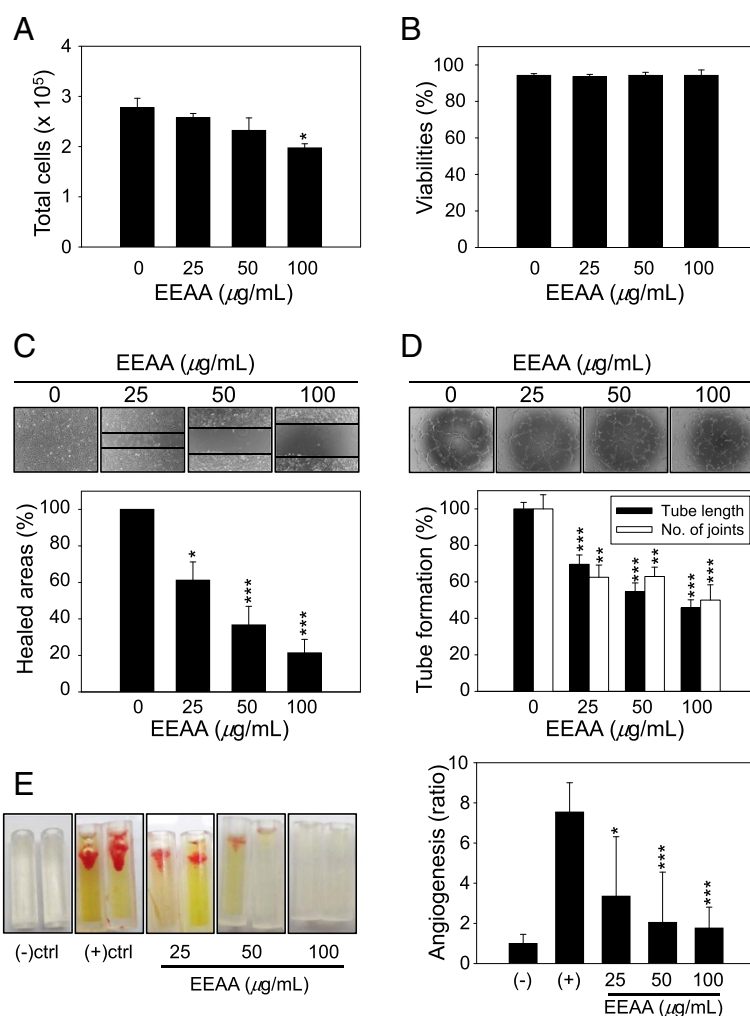 A
Total cells (x 10⁵)
4
3
2
1
0
*
0 25 50 100
EEAA (μg/mL)
B
Viabilities (%)
100
80
60
40
20
0
0 25 50 100
EEAA (μg/mL)
C
EEAA (μg/mL)
0 25 50 100
Healed areas (%)
100
80
60
40
20
0
*
***
***
0 25 50 100
EEAA (μg/mL)
D
EEAA (μg/mL)
0 25 50 100
Tube formation (%)
100
80
60
40
20
0
Tube length
No. of joints
***
**
***
**
***
***
0 25 50 100
EEAA (μg/mL)
E
(-)ctrl (+)ctrl 25 50 100
EEAA (μg/mL)
Angiogenesis (ratio)
10
8
6
4
2
0
*
***
***
(-) (+) 25 50 100
EEAA (μg/mL)